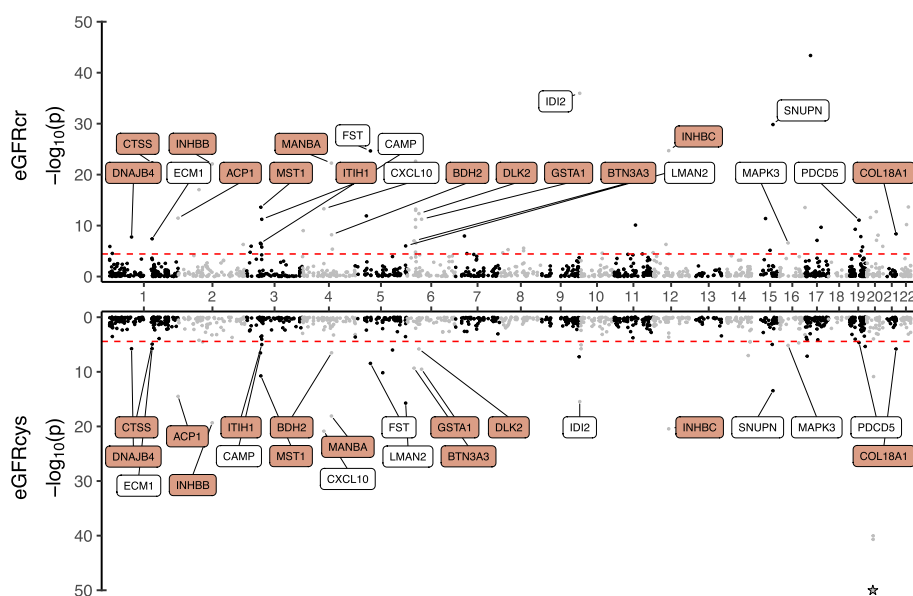 50
40
30
20
10
0
eGFRcr
−log10(p)
IDI2
SNUPN
CTSS
INHBB
MANBA
FST
CAMP
INHBC
DNAJB4
ECM1
ACP1
MST1
ITIH1
CXCL10
BDH2
DLK2
GSTA1
BTN3A3
LMAN2
MAPK3
PDCD5
COL18A1
1 2 3 4 5 6 7 8 9 10 11 12 13 14 15 16 17 18 19 20 21 22
0
10
20
30
40
50
eGFRcys
−log10(p)
CTSS
ACP1
ITIH1
BDH2
MANBA
FST
GSTA1
DLK2
IDI2
INHBC
SNUPN
MAPK3
PDCD5
DNAJB4
CAMP
MST1
LMAN2
BTN3A3
COL18A1
ECM1
INHBB
CXCL10